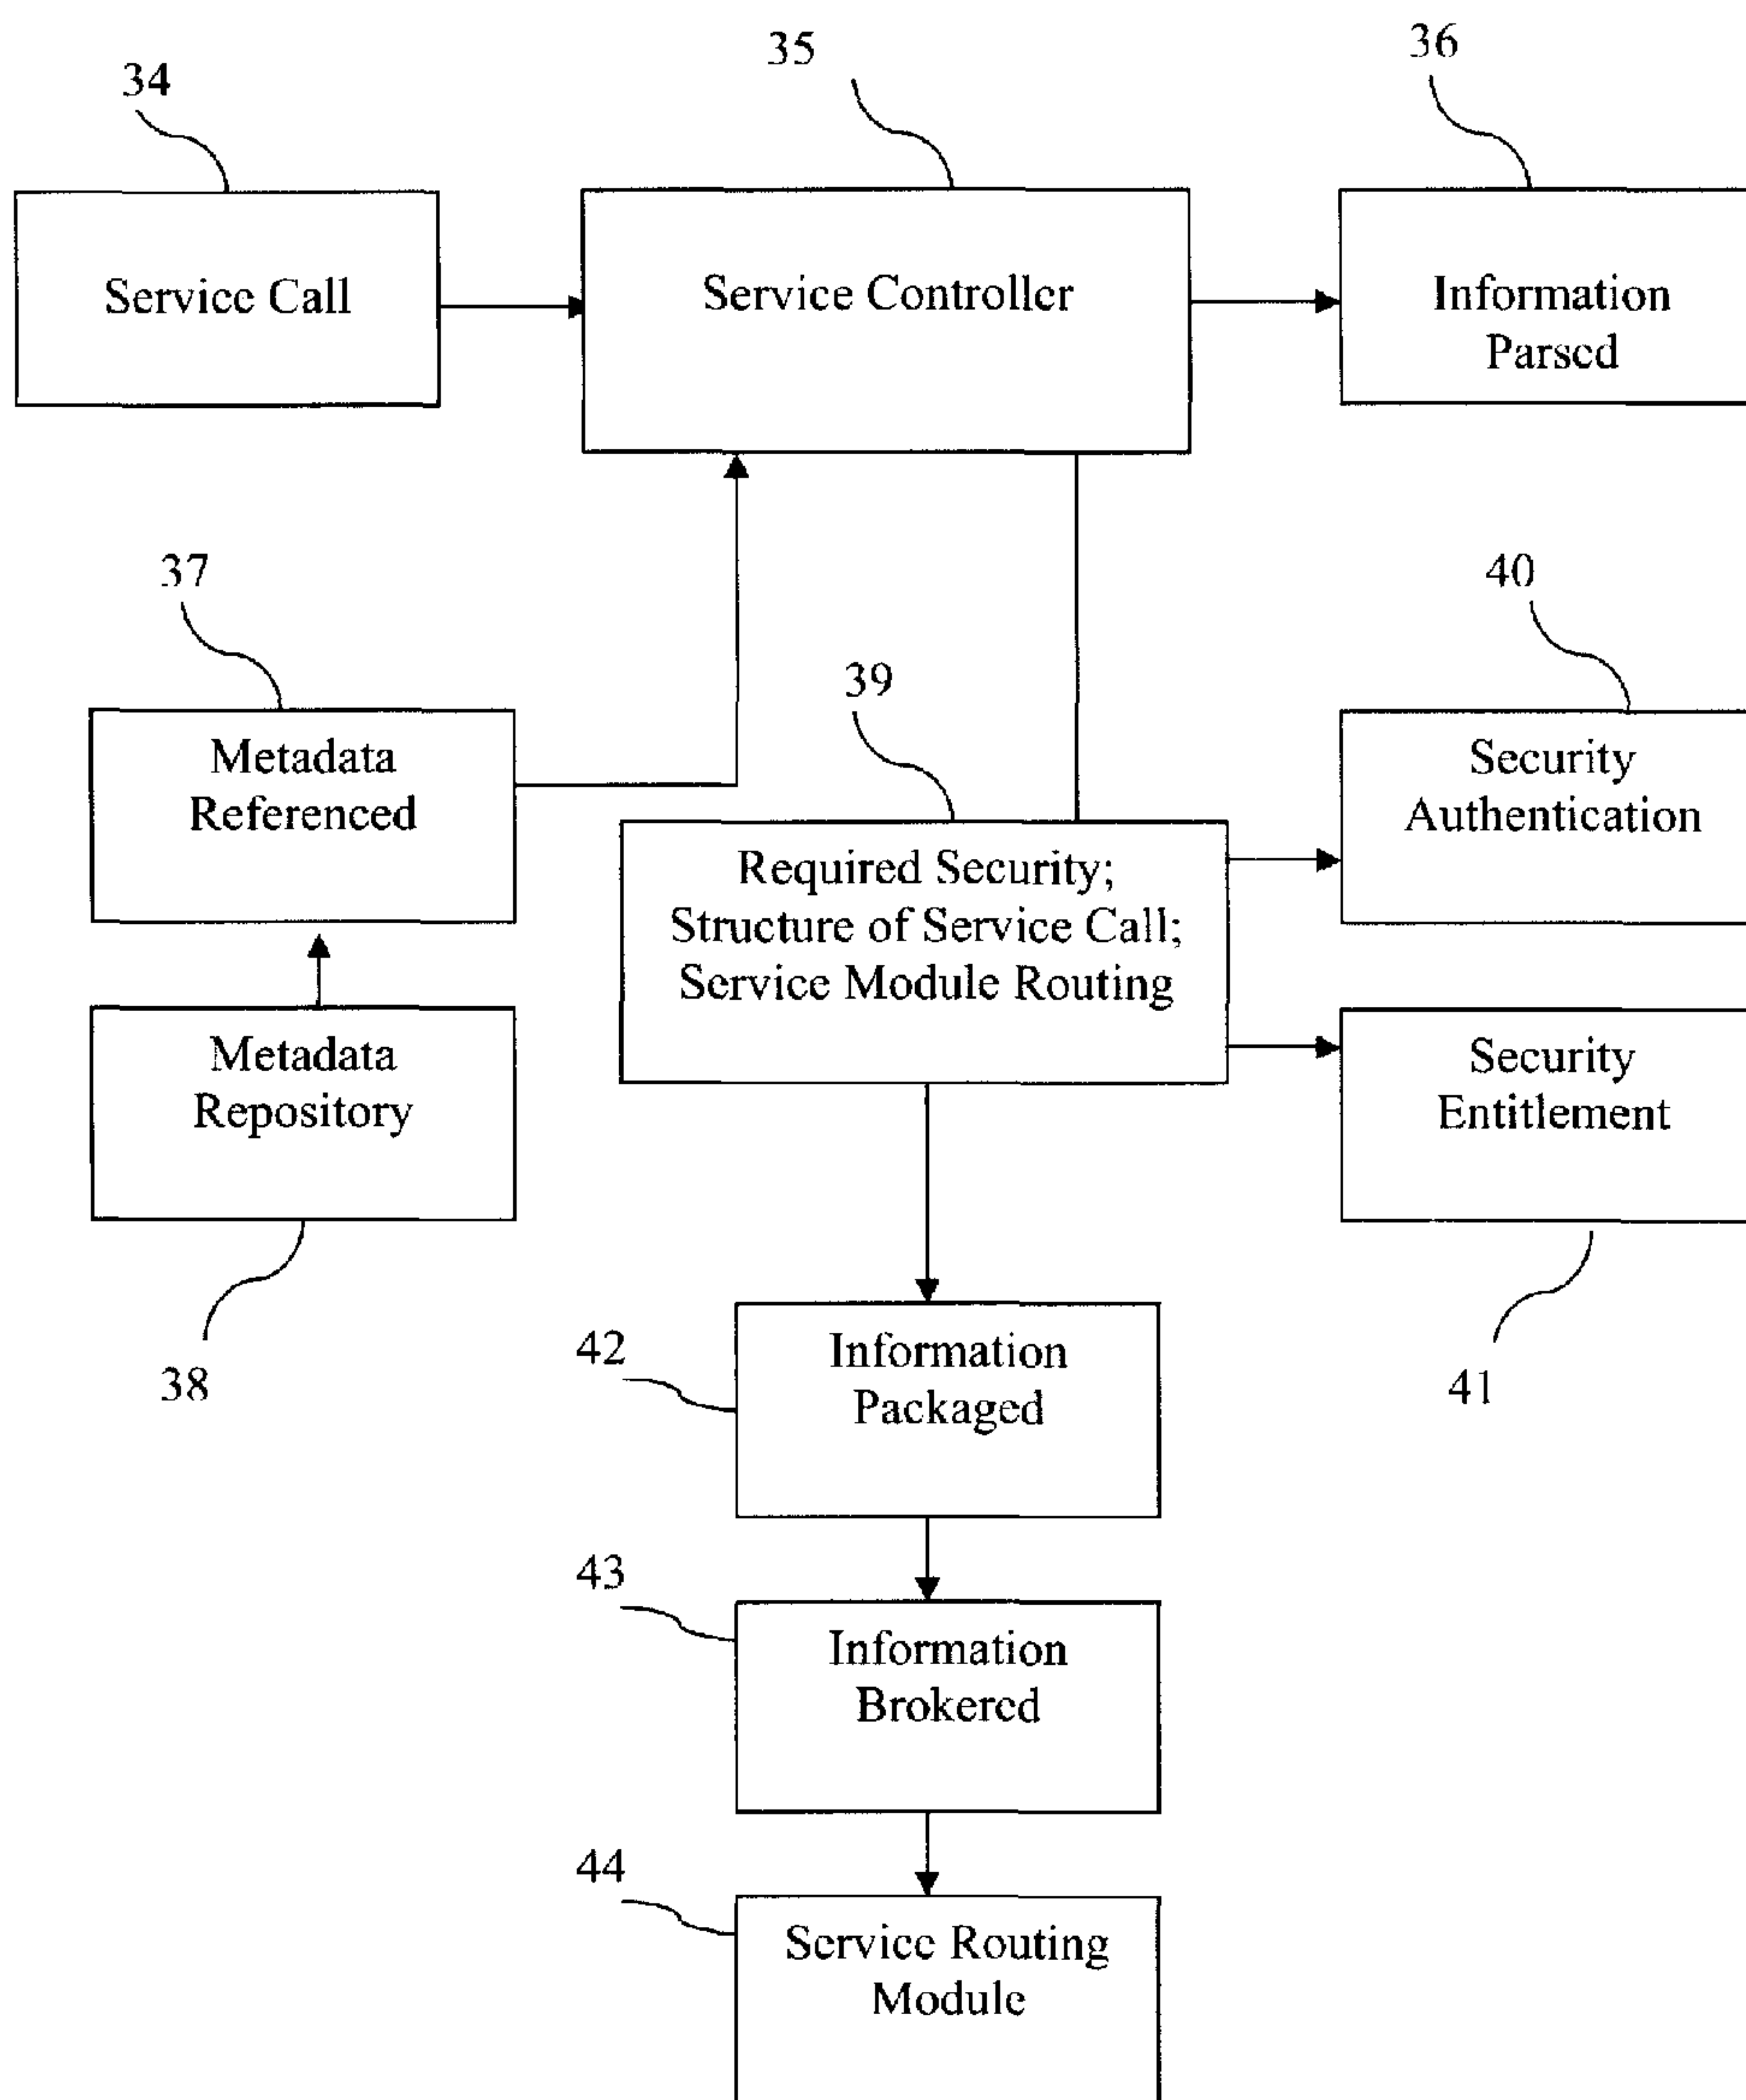 34
35
36
Service Call
Service Controller
Information
Parsed
37
40
39
Metadata
Referenced
Security
Authentication
Required Security;
Structure of Service Call;
Service Module Routing
Metadata
Repository
Security
Entitlement
38
41
42
Information
Packaged
43
Information
Brokered
44
Service Routing
Module